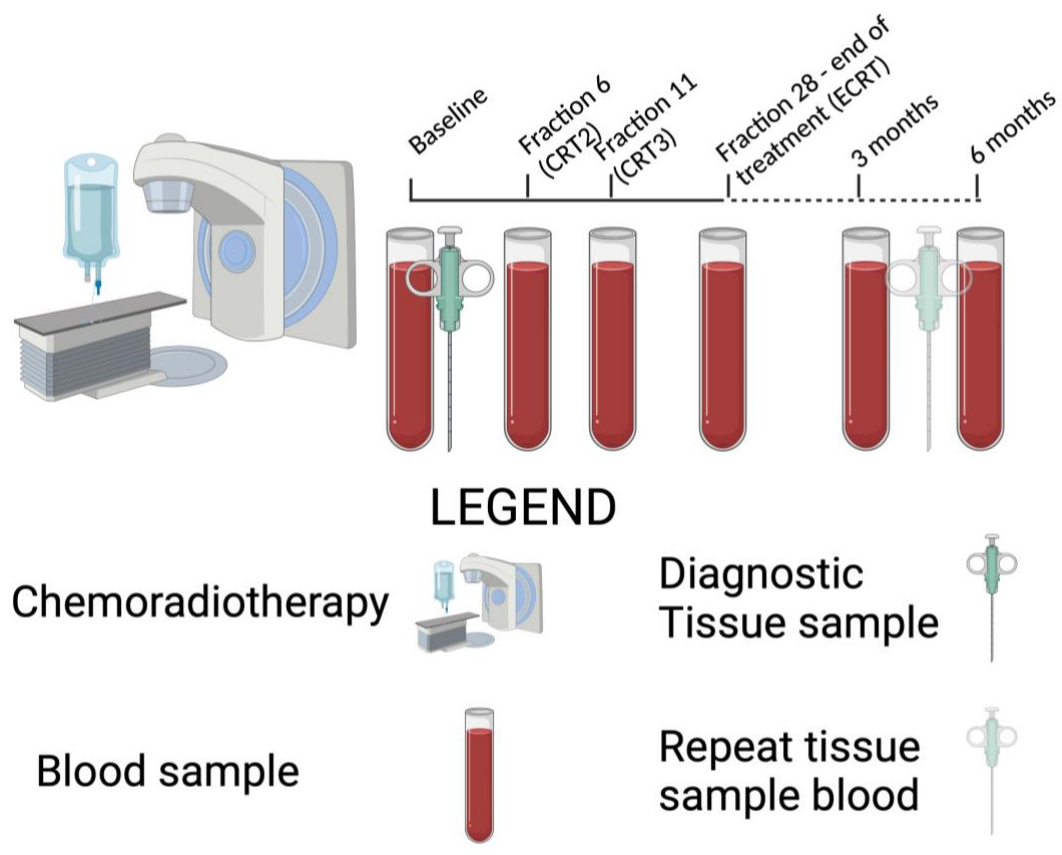 Baseline
Fraction 6
(CRT2)
Fraction 11
(CRT3)
Fraction 28 - end of
treatment (ECRT)
3 months
6 months
LEGEND
Chemoradiotherapy
Diagnostic
Tissue sample
Blood sample
Repeat tissue
sample blood